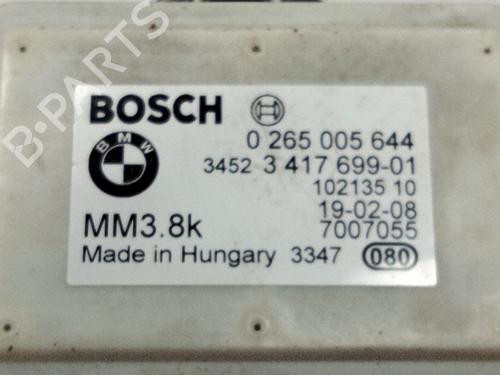 B-PARTS
BOSCH
BMW
0 265 005 644
3452 3 417 699-01
102135 10
19-02-08
MM3.8k 7007055
Made in Hungary 3347 080